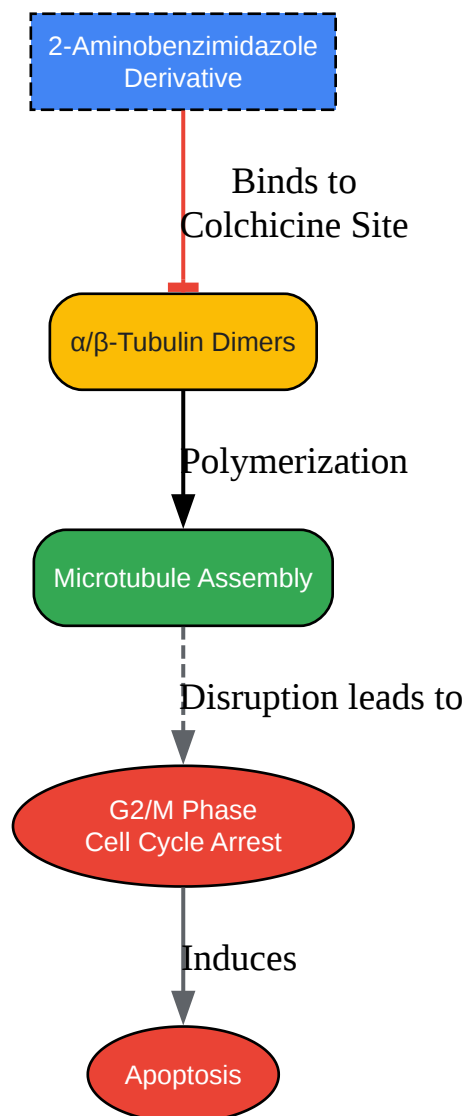 2-Aminobenzimidazole
Derivative
Binds to
Colchicine Site
α/β-Tubulin Dimers
Polymerization
Microtubule Assembly
Disruption leads to
G2/M Phase
Cell Cycle Arrest
Induces
Apoptosis